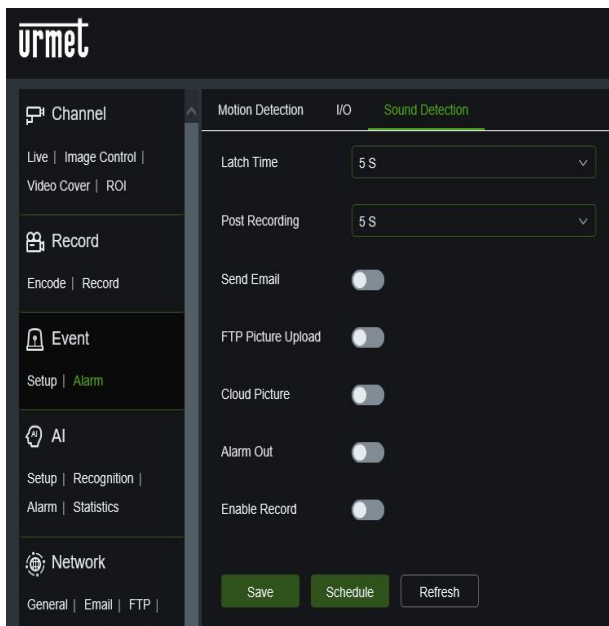 urmet
Channel
Live | Image Control |
Video Cover | ROI
Record
Encode | Record
Event
Setup | Alarm
AI
AI
Setup | Recognition |
Alarm | Statistics
Network
General | Email | FTP |
Motion Detection I/O Sound Detection
Latch Time 5 S
Post Recording 5 S
Send Email
FTP Picture Upload
Cloud Picture
Alarm Out
Enable Record
Save Schedule Refresh